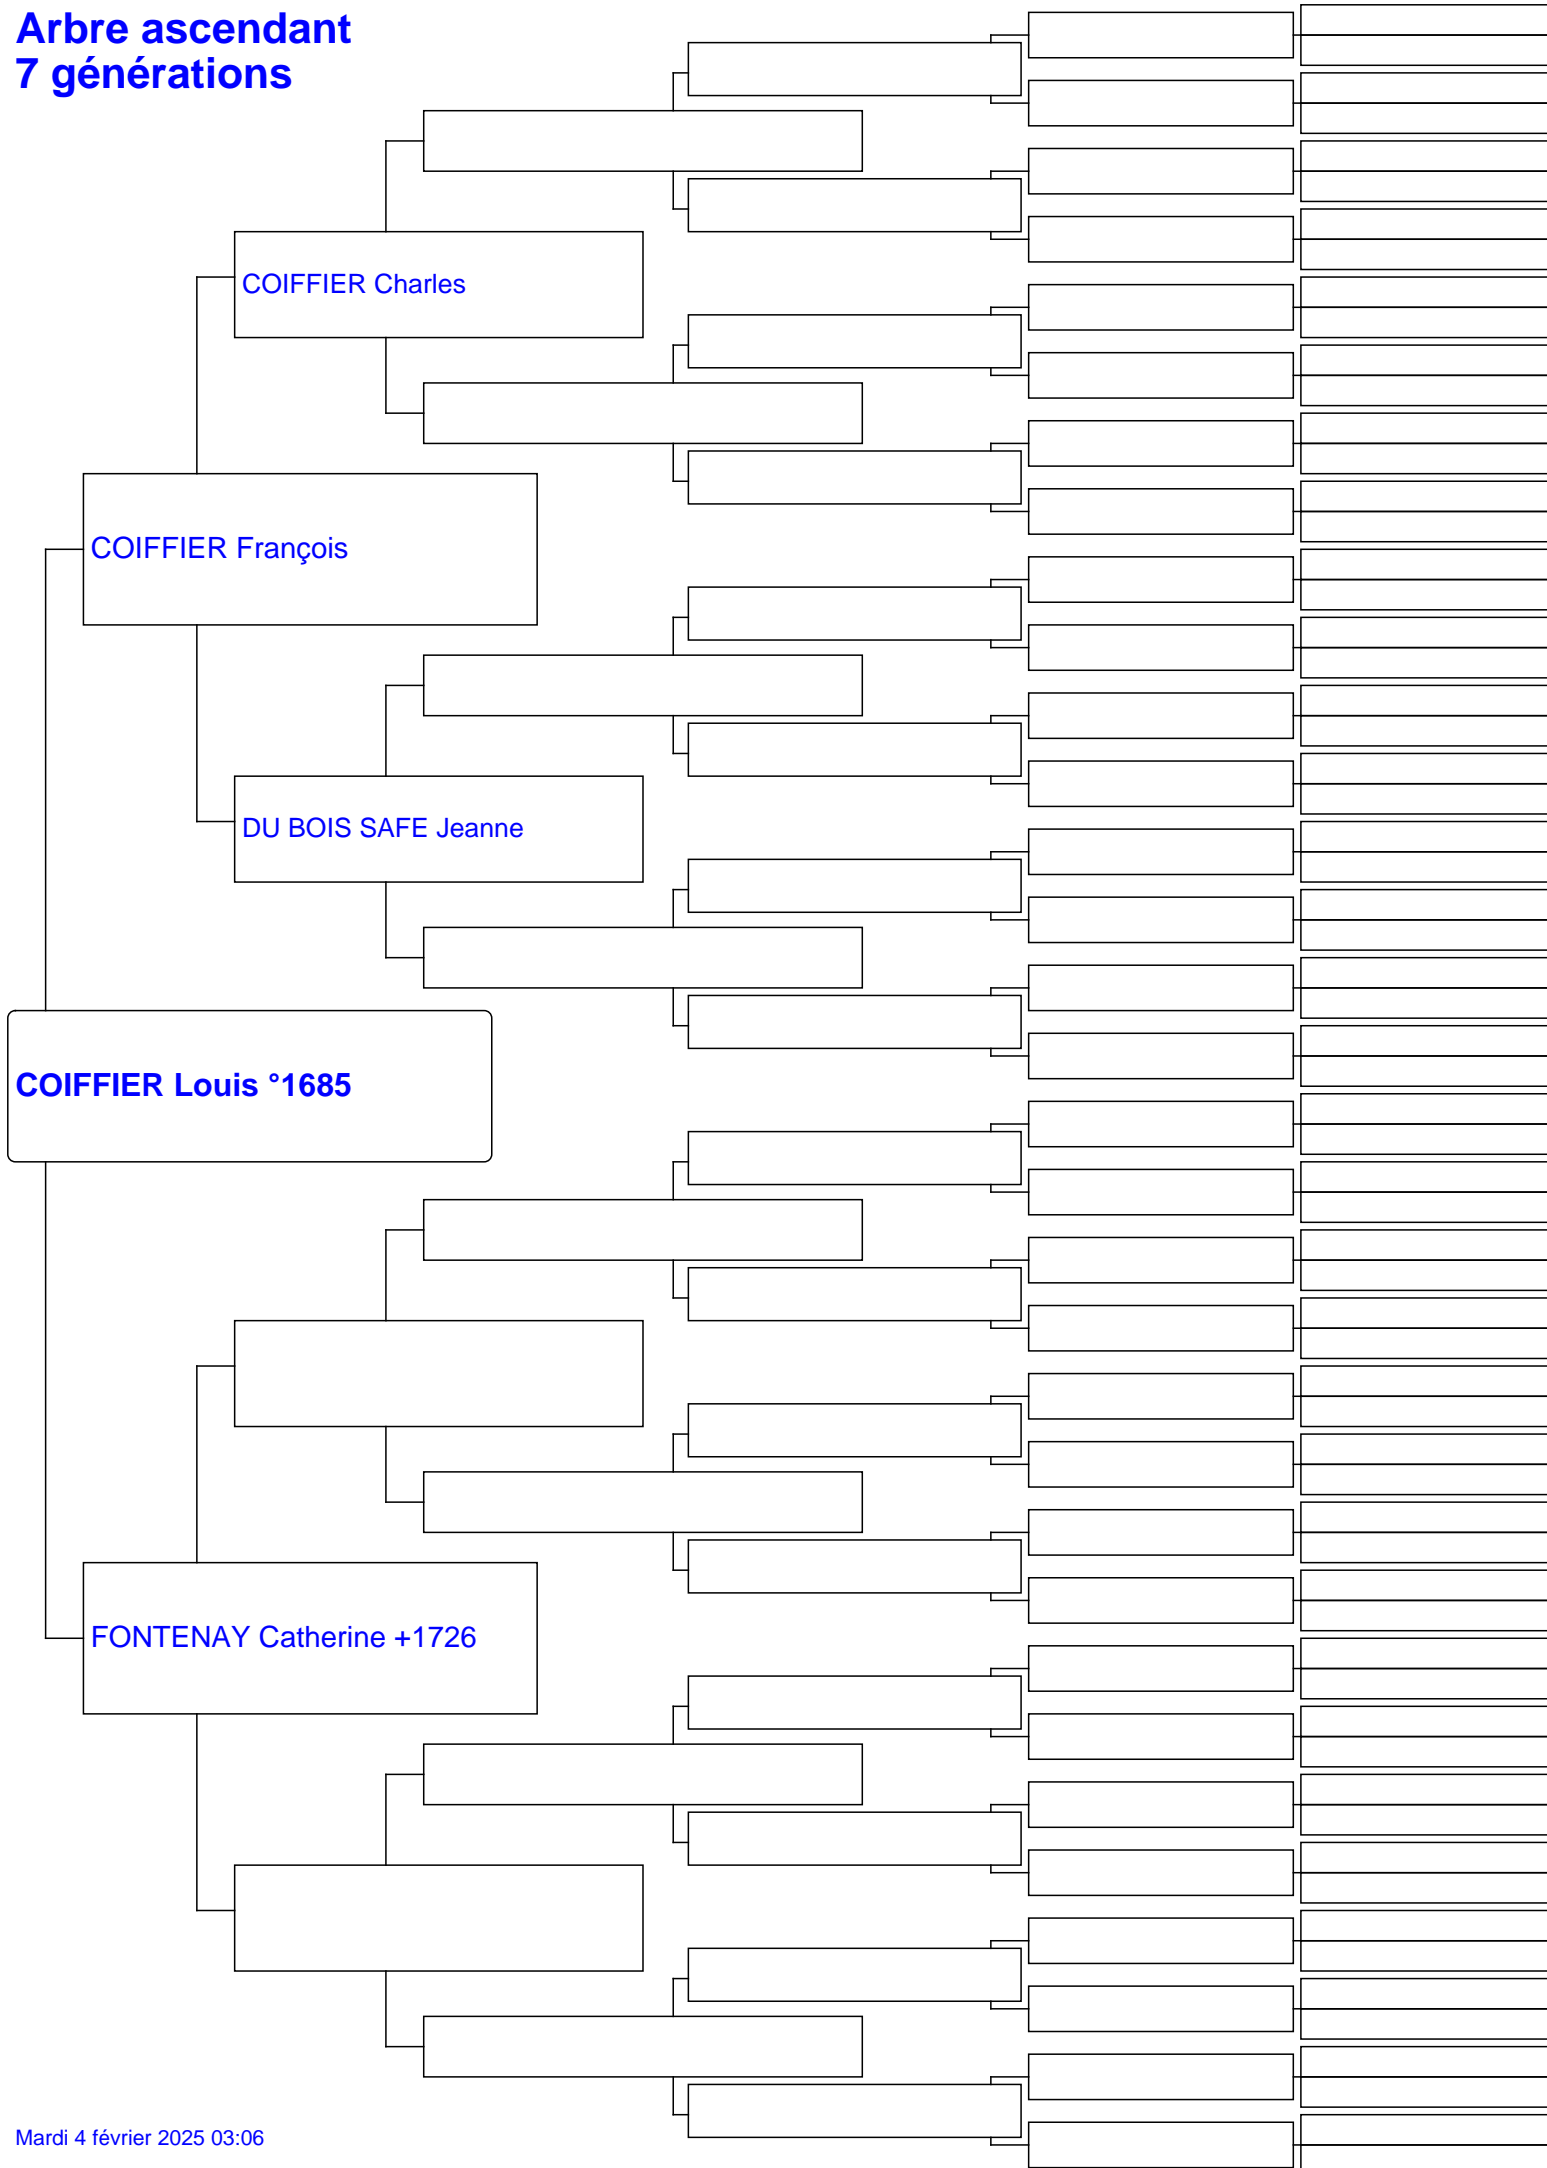 Arbre ascendant
7 générations
COIFFIER Charles
COIFFIER François
DU BOIS SAFE Jeanne
COIFFIER Louis °1685
FONTENAY Catherine +1726
Mardi 4 février 2025 03:06